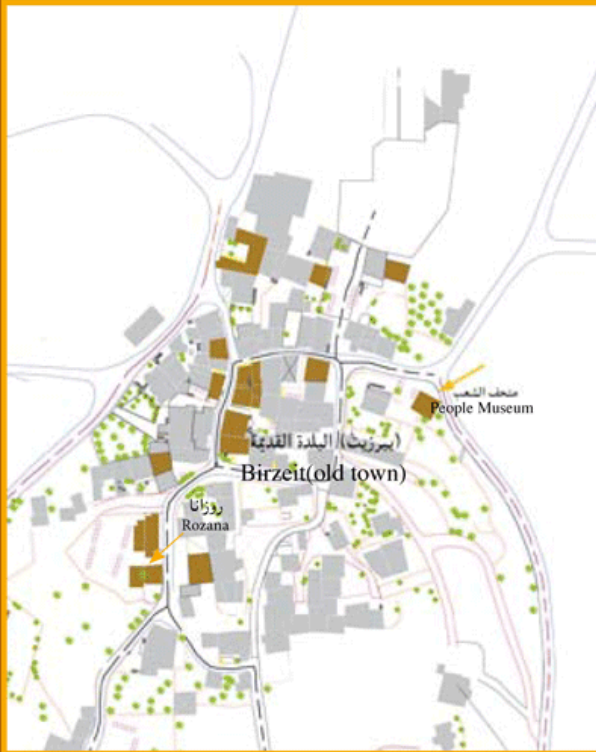 متحف الشعب
People Museum
(بيرزيت) البلدة القديمة
Birzeit(old town)
روزانا
Rozana